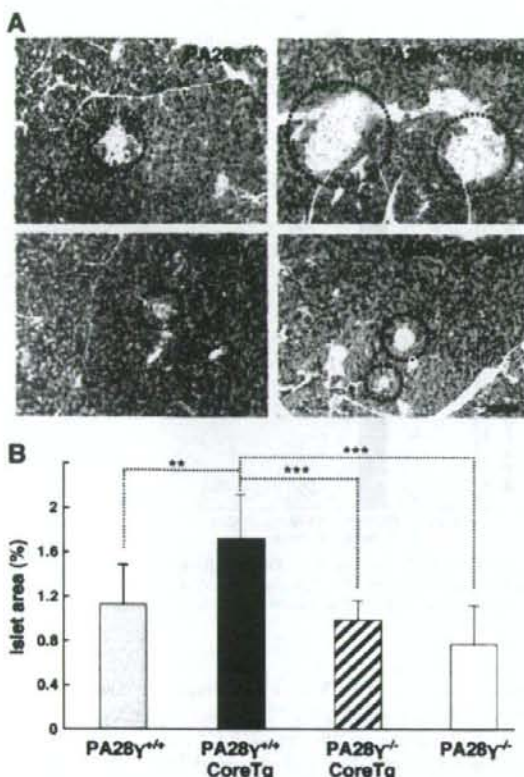 A
B
** *** ***
Islet area (%)
2
1.6
1.2
0.8
0.4
0
PA28γ+/+ PA28γ+/+ PA28γ-/- PA28γ-/-
CoreTg CoreTg